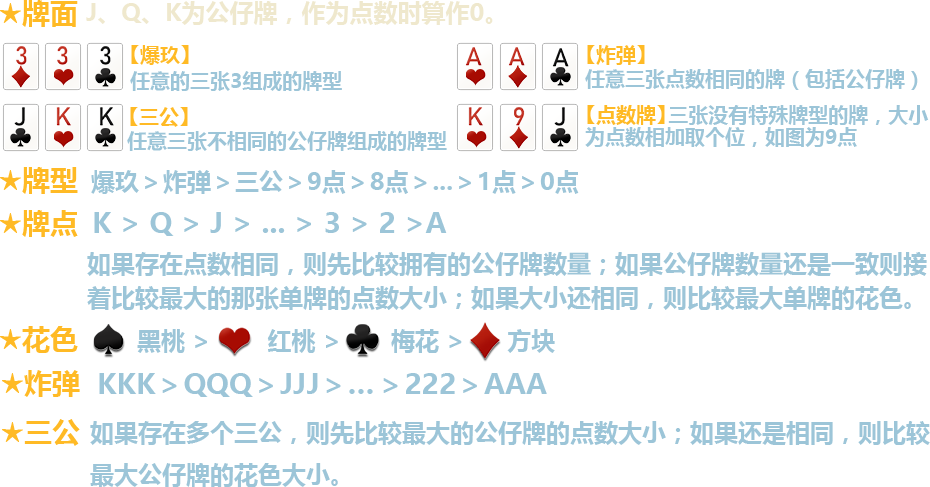 ★牌面 J、Q、K为公仔牌，作为点数时算作0。
3 3 3 【爆玖】
任意的三张3组成的牌型
A A A 【炸弹】
任意三张点数相同的牌（包括公仔牌）
J K K 【三公】
任意三张不相同的公仔牌组成的牌型
K 9 J 【点数牌】三张没有特殊牌型的牌，大小
为点数相加取个位，如图为9点
★牌型 爆玖＞炸弹＞三公＞9点＞8点＞...＞1点＞0点
★牌点 K > Q > J > ... > 3 > 2 >A
如果存在点数相同，则先比较拥有的公仔牌数量；如果公仔牌数量还是一致则接
着比较最大的那张单牌的点数大小；如果大小还相同，则比较最大单牌的花色。
★花色 黑桃 > 红桃 > 梅花 > 方块
★炸弹 KKK＞QQQ＞JJJ＞...＞222＞AAA
★三公 如果存在多个三公，则先比较最大的公仔牌的点数大小；如果还是相同，则比较
最大公仔牌的花色大小。